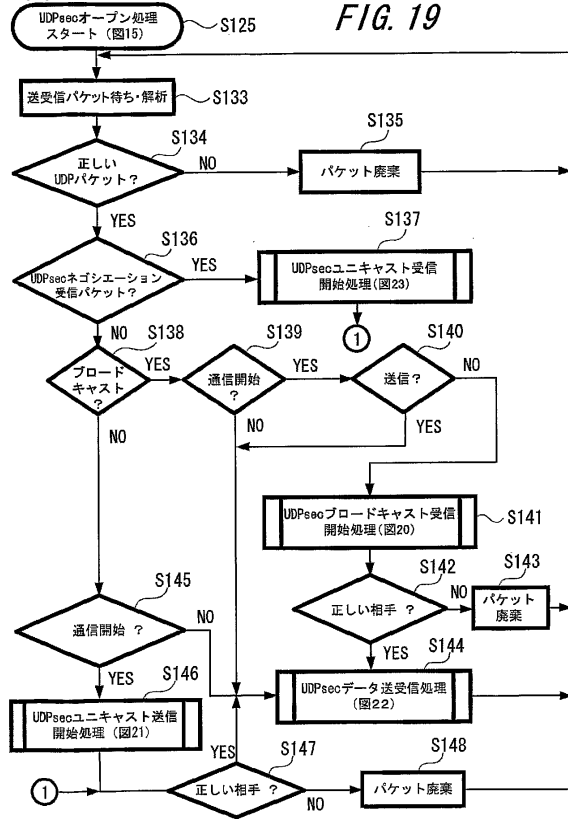 FIG. 19
UDPsecオープン処理
スタート(図15)
S125
送受信パケット待ち・解析
S133
正しい
UDPパケット?
S134
NO
YES
パケット廃棄
S135
UDPsecネゴシエーション
受信パケット?
S136
YES
NO
UDPsecユニキャスト受信
開始処理(図23)
S137
1
ブロード
キャスト
?
S138
YES
NO
通信開始
?
S139
YES
NO
送信?
S140
NO
YES
UDPsecブロードキャスト受信
開始処理(図20)
S141
正しい相手 ?
S142
NO
YES
パケット
廃棄
S143
UDPsecデータ送受信処理
(図22)
S144
通信開始 ?
S145
NO
YES
UDPsecユニキャスト送信
開始処理 (図21)
S146
1
正しい相手 ?
S147
YES
NO
パケット廃棄
S148